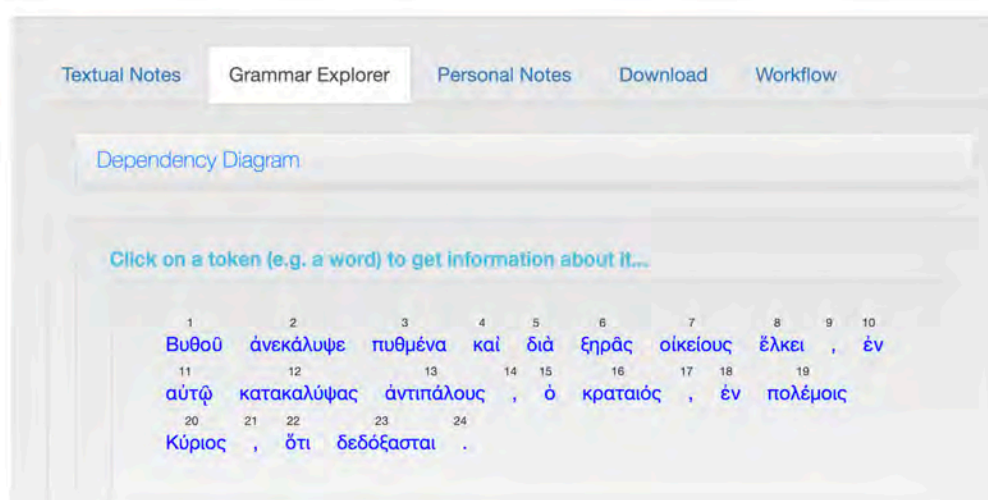 Textual Notes Grammar Explorer Personal Notes Download Workflow
Dependency Diagram
Click on a token (e.g. a word) to get information about it...
1 2 3 4 5 6 7 8 9 10
Βυθοῦ ἀνεκάλυψε πυθμένα καὶ διὰ ξηρᾶς οἰκείους ἕλκει , ἐν
11 12 13 14 15 16 17 18 19
αὐτῷ κατακαλύψας ἀντιπάλους , ὁ κραταιός , ἐν πολέμοις
20 21 22 23 24
Κύριος , ὅτι δεδόξασται .